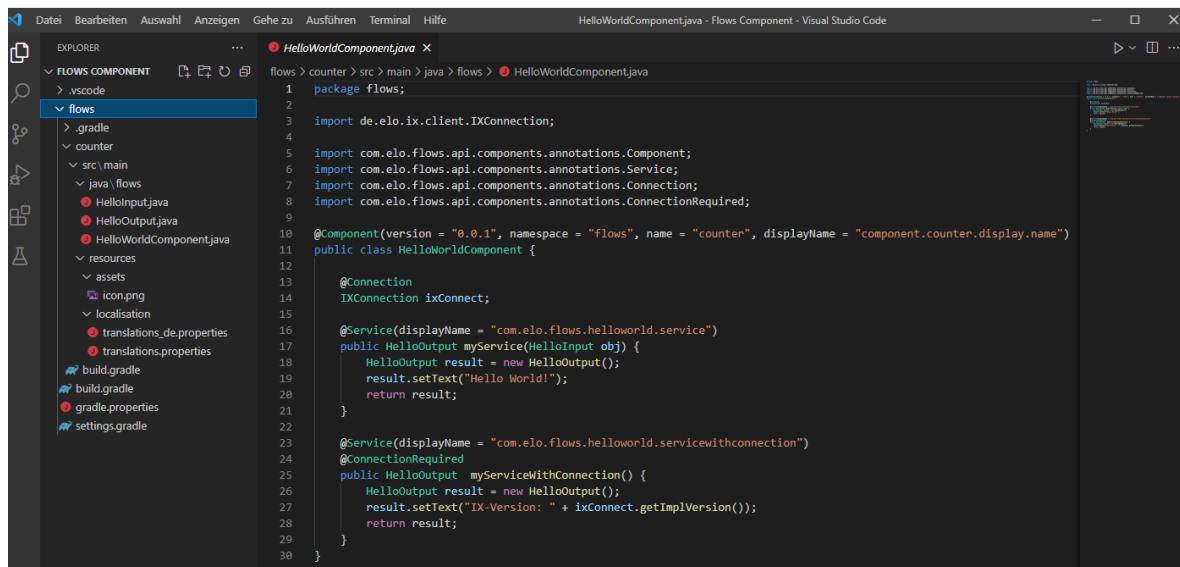 Datei Bearbeiten Auswahl Anzeigen Gehe zu Ausführen Terminal Hilfe HelloWorldComponent.java - Flows Component - Visual Studio Code
EXPLORER
FLOWS COMPONENT
.vscode
flows
.gradle
counter
src\main
java\flows
HelloInput.java
HelloOutput.java
HelloWorldComponent.java
resources
assets
icon.png
localisation
translations_de.properties
translations.properties
build.gradle
build.gradle
gradle.properties
settings.gradle
HelloWorldComponent.java
flows > counter > src > main > java > flows > HelloWorldComponent.java
1 package flows;
2
3 import de.elo.ix.client.IXConnection;
4
5 import com.elo.flows.api.components.annotations.Component;
6 import com.elo.flows.api.components.annotations.Service;
7 import com.elo.flows.api.components.annotations.Connection;
8 import com.elo.flows.api.components.annotations.ConnectionRequired;
9
10 @Component(version = "0.0.1", namespace = "flows", name = "counter", displayName = "component.counter.display.name")
11 public class HelloWorldComponent {
12
13 @Connection
14 IXConnection ixConnect;
15
16 @Service(displayName = "com.elo.flows.helloworld.service")
17 public HelloOutput myService(HelloInput obj) {
18 HelloOutput result = new HelloOutput();
19 result.setText("Hello World!");
20 return result;
21 }
22
23 @Service(displayName = "com.elo.flows.helloworld.servicewithconnection")
24 @ConnectionRequired
25 public HelloOutput myServiceWithConnection() {
26 HelloOutput result = new HelloOutput();
27 result.setText("IX-Version: " + ixConnect.getImplVersion());
28 return result;
29 }
30 }